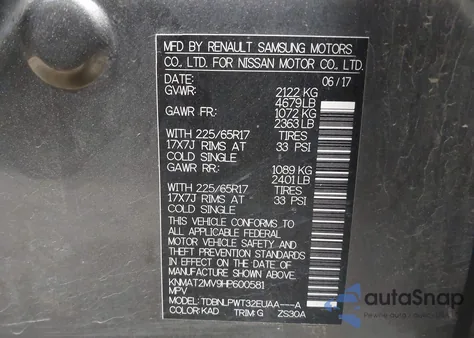 MFD BY RENAULT SAMSUNG MOTORS
CO., LTD. FOR NISSAN MOTOR CO., LTD.
DATE: 06/17
GVWR: 2122 KG
4679LB
GAWR FR: 1072 KG
2363LB
WITH 225/65R17 TIRES
17X7J RIMS AT 33 PSI
COLD SINGLE
GAWR RR: 1089 KG
2401LB
WITH 225/65R17 TIRES
17X7J RIMS AT 33 PSI
COLD SINGLE
THIS VEHICLE CONFORMS TO
ALL APPLICABLE FEDERAL
MOTOR VEHICLE SAFETY AND
THEFT PREVENTION STANDARDS
IN EFFECT ON THE DATE OF
MANUFACTURE SHOWN ABOVE.
KNMAT2MV9HP600581
MPV
MODEL: TDBNLPWT32EUAA---A
COLOR: KAD TRIM: G ZS30A
autoSnap